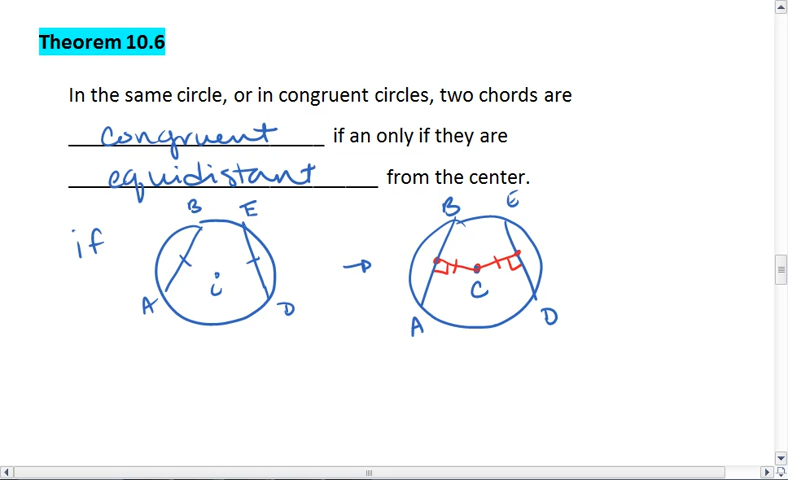 Theorem 10.6
In the same circle, or in congruent circles, two chords are
congruent if an only if they are
equidistant from the center.
if
B E
A D
C
B E
A D
C